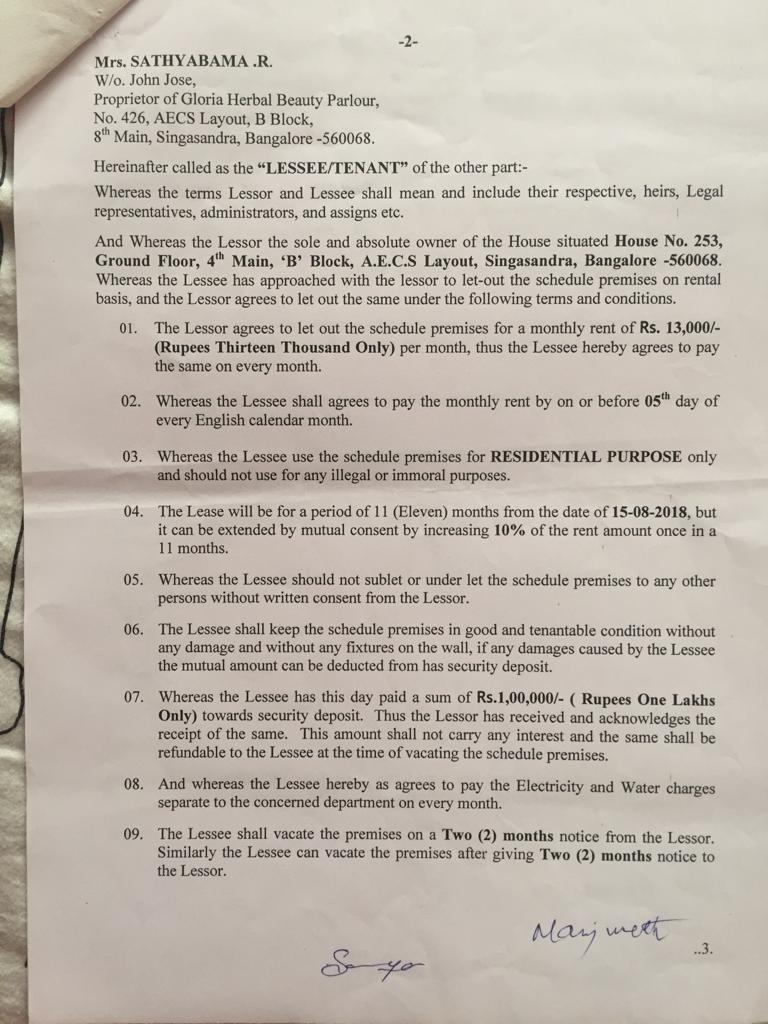 -2-
Mrs. SATHYABAMA .R.
W/o. John Jose,
Proprietor of Gloria Herbal Beauty Parlour,
No. 426, AECS Layout, B Block,
8th Main, Singasandra, Bangalore -560068.
Hereinafter called as the “LESSEE/TENANT” of the other part:-
Whereas the terms Lessor and Lessee shall mean and include their respective, heirs, Legal
representatives, administrators, and assigns etc.
And Whereas the Lessor the sole and absolute owner of the House situated House No. 253,
Ground Floor, 4th Main, ‘B’ Block, A.E.C.S Layout, Singasandra, Bangalore -560068.
Whereas the Lessee has approached with the lessor to let-out the schedule premises on rental
basis, and the Lessor agrees to let out the same under the following terms and conditions.
01. The Lessor agrees to let out the schedule premises for a monthly rent of Rs. 13,000/-
(Rupees Thirteen Thousand Only) per month, thus the Lessee hereby agrees to pay
the same on every month.
02. Whereas the Lessee shall agrees to pay the monthly rent by on or before 05th day of
every English calendar month.
03. Whereas the Lessee use the schedule premises for RESIDENTIAL PURPOSE only
and should not use for any illegal or immoral purposes.
04. The Lease will be for a period of 11 (Eleven) months from the date of 15-08-2018, but
it can be extended by mutual consent by increasing 10% of the rent amount once in a
11 months.
05. Whereas the Lessee should not sublet or under let the schedule premises to any other
persons without written consent from the Lessor.
06. The Lessee shall keep the schedule premises in good and tenantable condition without
any damage and without any fixtures on the wall, if any damages caused by the Lessee
the mutual amount can be deducted from has security deposit.
07. Whereas the Lessee has this day paid a sum of Rs.1,00,000/- ( Rupees One Lakhs
Only) towards security deposit. Thus the Lessor has received and acknowledges the
receipt of the same. This amount shall not carry any interest and the same shall be
refundable to the Lessee at the time of vacating the schedule premises.
08. And whereas the Lessee hereby as agrees to pay the Electricity and Water charges
separate to the concerned department on every month.
09. The Lessee shall vacate the premises on a Two (2) months notice from the Lessor.
Similarly the Lessee can vacate the premises after giving Two (2) months notice to
the Lessor.
..3.